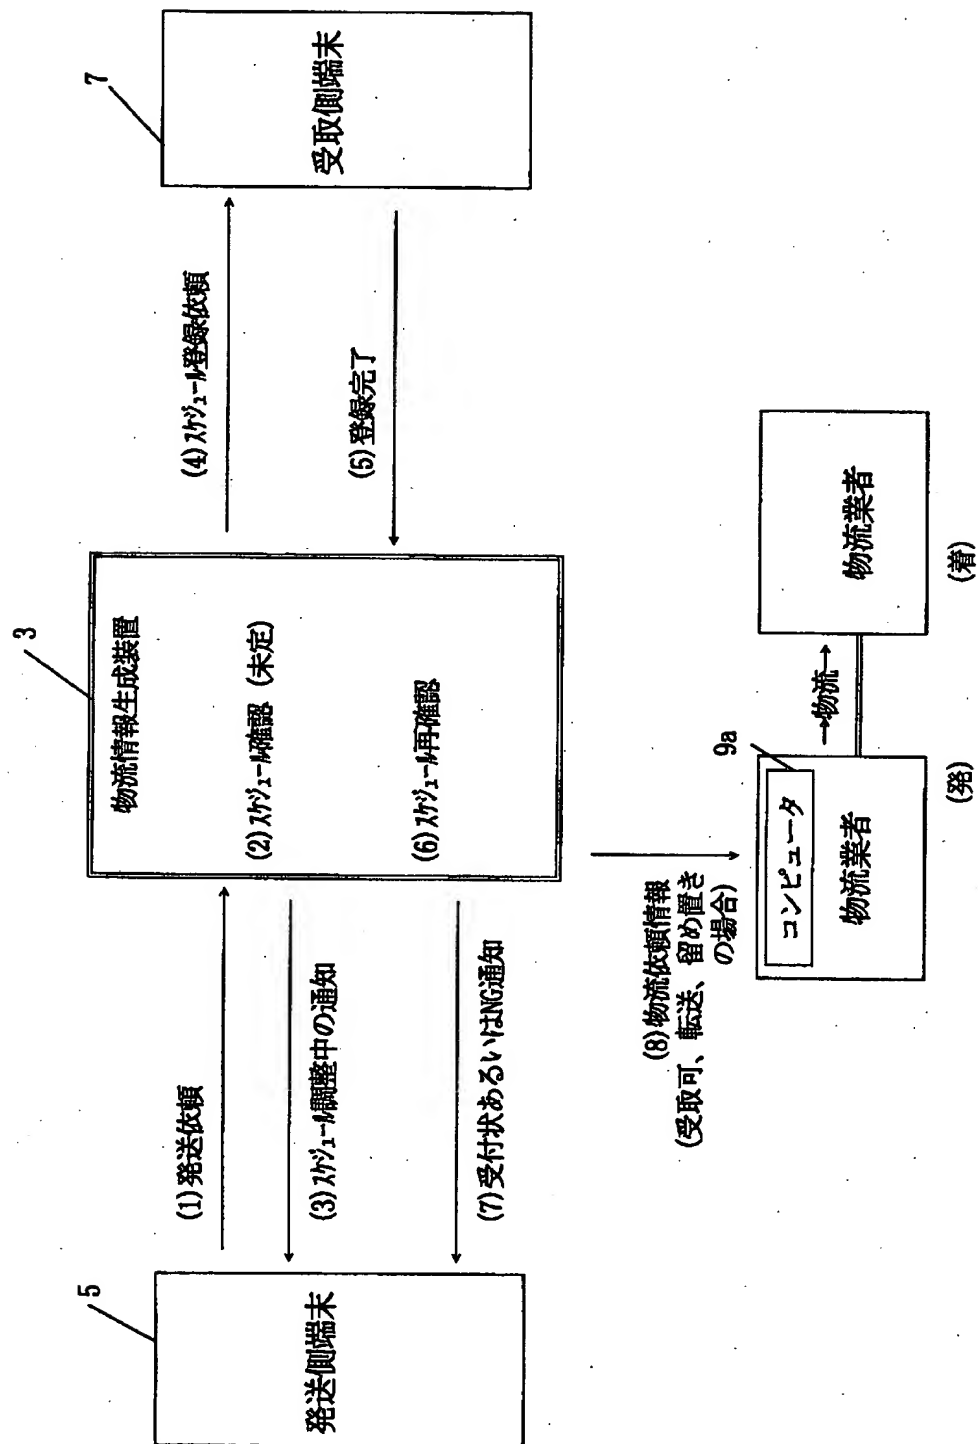 3
5
7
物流情報生成装置
発送側端末
受取側端末
(1)発送依頼
(2)スケジュール確認 (未定)
(3)スケジュール調整中の通知
(4)スケジュール登録依頼
(5)登録完了
(6)スケジュール再確認
(7)受付状あるいはNG通知
(8)物流依頼情報
(受取可、転送、留め置き
の場合)
9a
コンピュータ
物流業者
(発)
→物流→
物流業者
(着)